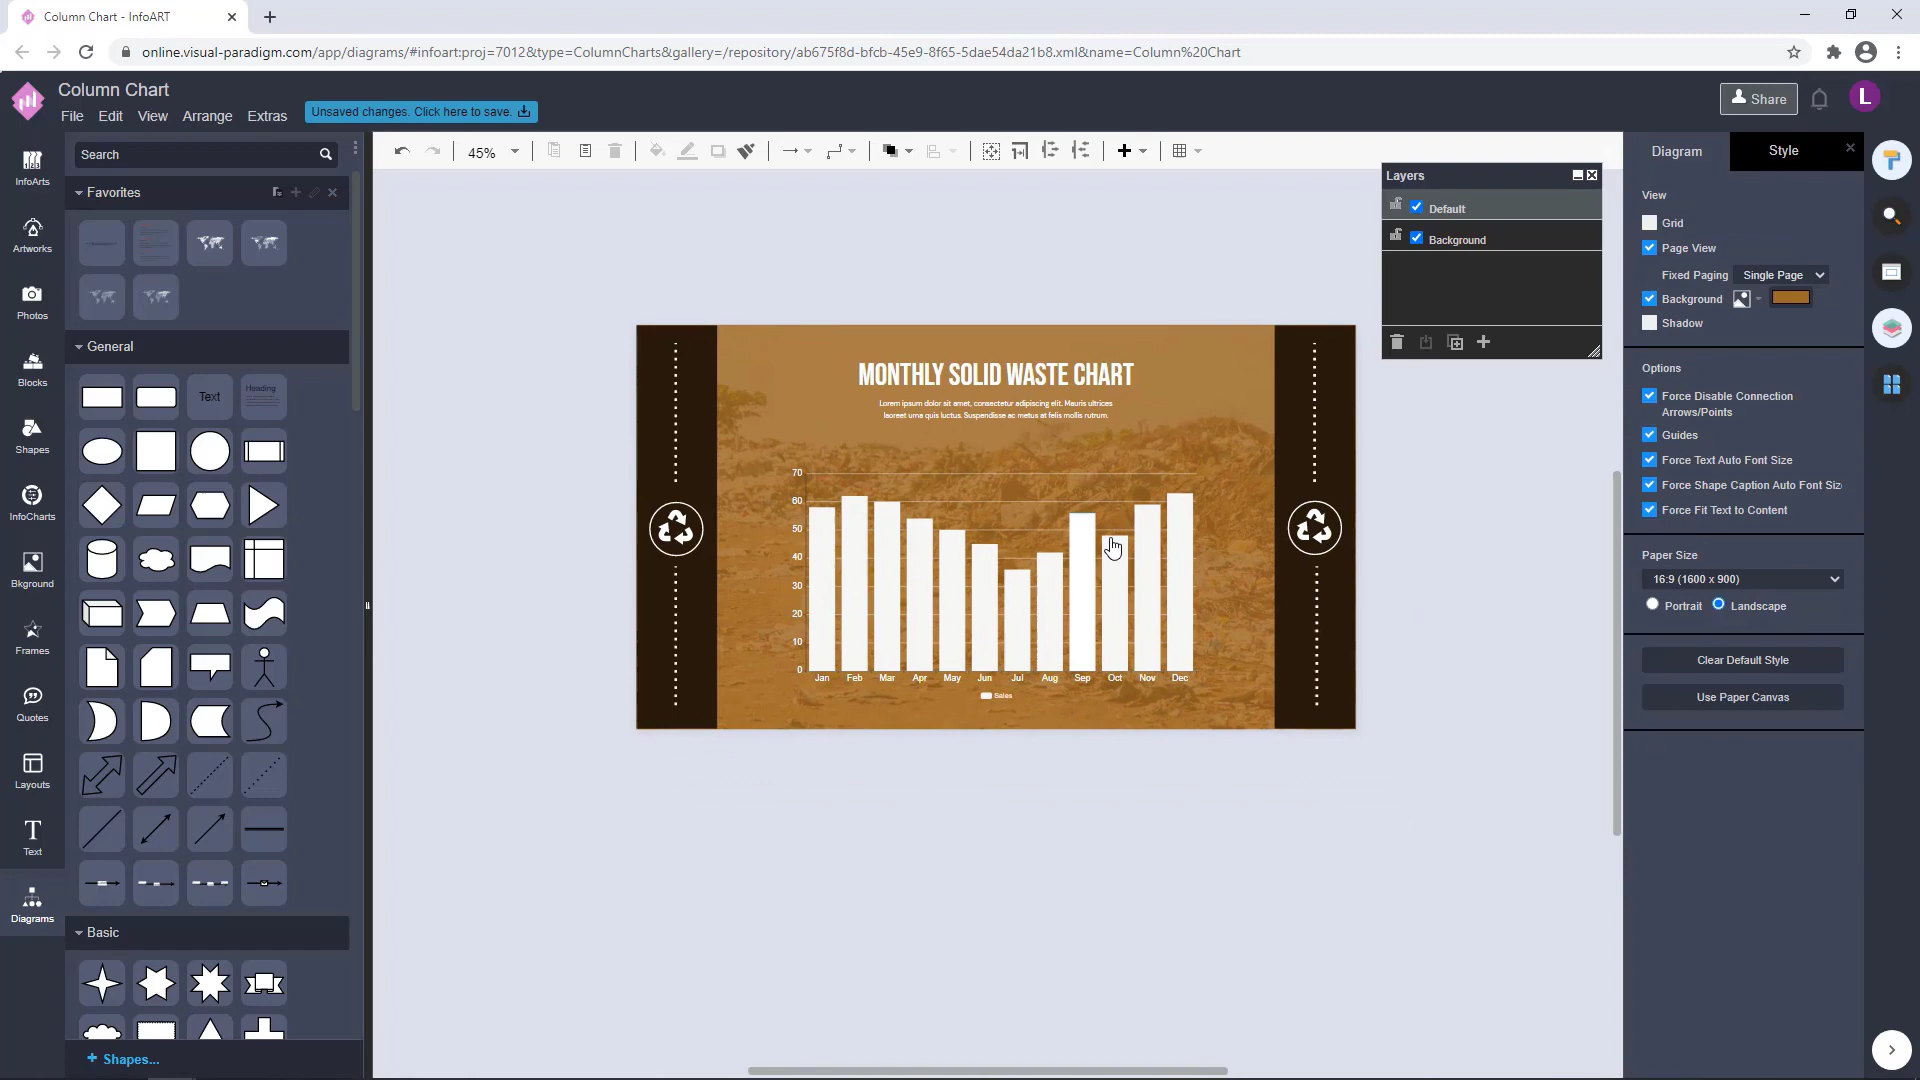 Column Chart - InfoART
online.visual-paradigm.com/app/diagrams/#infoart:proj=7012&type=ColumnCharts&gallery=/repository/ab675f8d-bfcb-45e9-8f65-5dae54da21b8.xml&name=Column%20Chart
Column Chart
File Edit View Arrange Extras
Unsaved changes. Click here to save.
Share
L
InfoArts
Artworks
Photos
Blocks
Shapes
InfoCharts
Bkground
Frames
Quotes
Layouts
T
Text
Diagrams
Search
Favorites
General
Text
Heading
Basic
+ Shapes...
45%
Layers
Default
Background
MONTHLY SOLID WASTE CHART
Lorem ipsum dolor sit amet, consectetur adipiscing elit. Mauris ultrices
laoreet urna quis luctus. Suspendisse ac metus at felis mollis rutrum.
70
60
50
40
30
20
10
0
Jan Feb Mar Apr May Jun Jul Aug Sep Oct Nov Dec
Sales
Diagram
Style
View
Grid
Page View
Fixed Paging Single Page
Background
Shadow
Options
Force Disable Connection
Arrows/Points
Guides
Force Text Auto Font Size
Force Shape Caption Auto Font Siz
Force Fit Text to Content
Paper Size
16:9 (1600 x 900)
Portrait Landscape
Clear Default Style
Use Paper Canvas